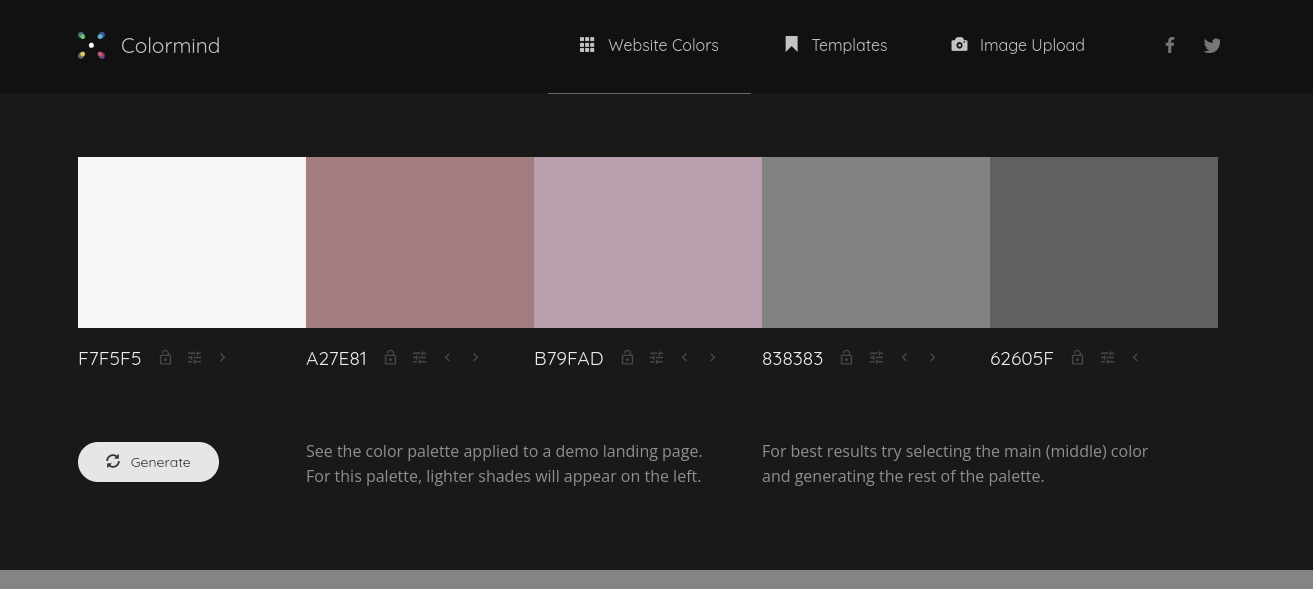 Colormind
Website Colors
Templates
Image Upload
F7F5F5
A27E81
B79FAD
838383
62605F
Generate
See the color palette applied to a demo landing page.
For this palette, lighter shades will appear on the left.
For best results try selecting the main (middle) color
and generating the rest of the palette.